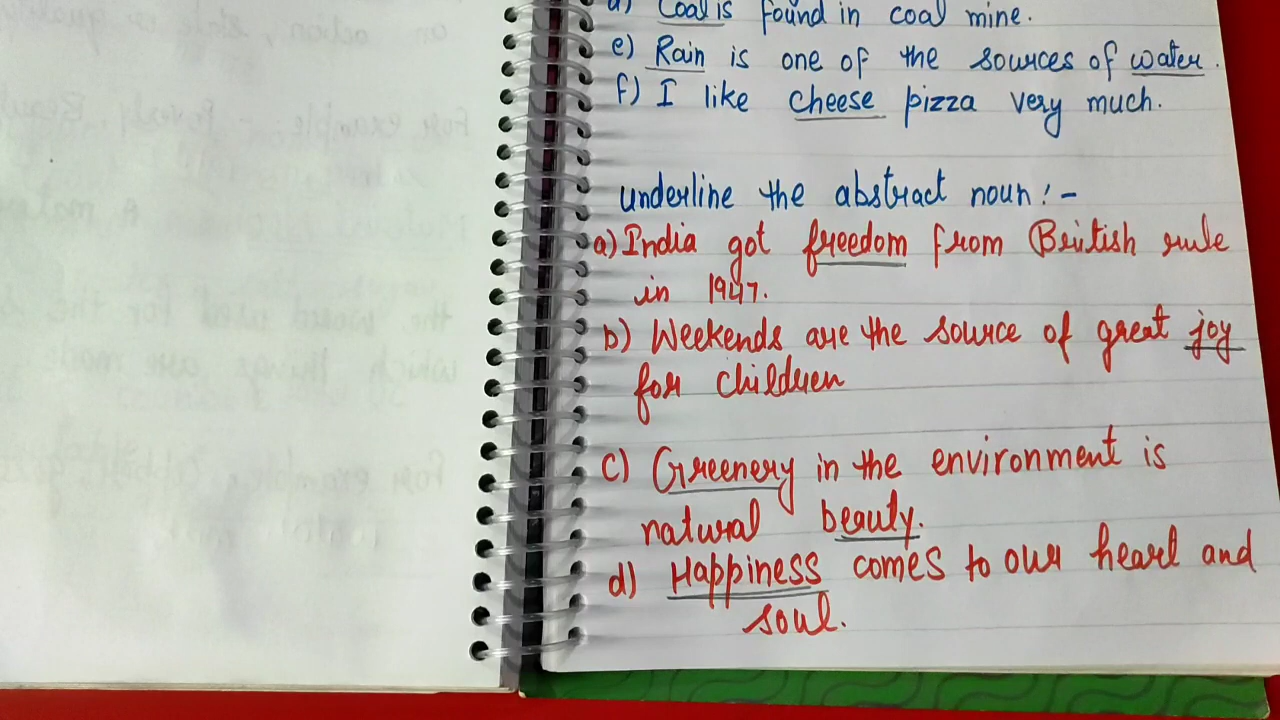 d) Coal is found in coal mine.
e) Rain is one of the sources of water.
f) I like cheese pizza very much.
underline the abstract noun :-
a) India got freedom from British rule
in 1947.
b) Weekends are the source of great joy
for children
c) Greenery in the environment is
natural beauty.
d) Happiness comes to our heart and
soul.